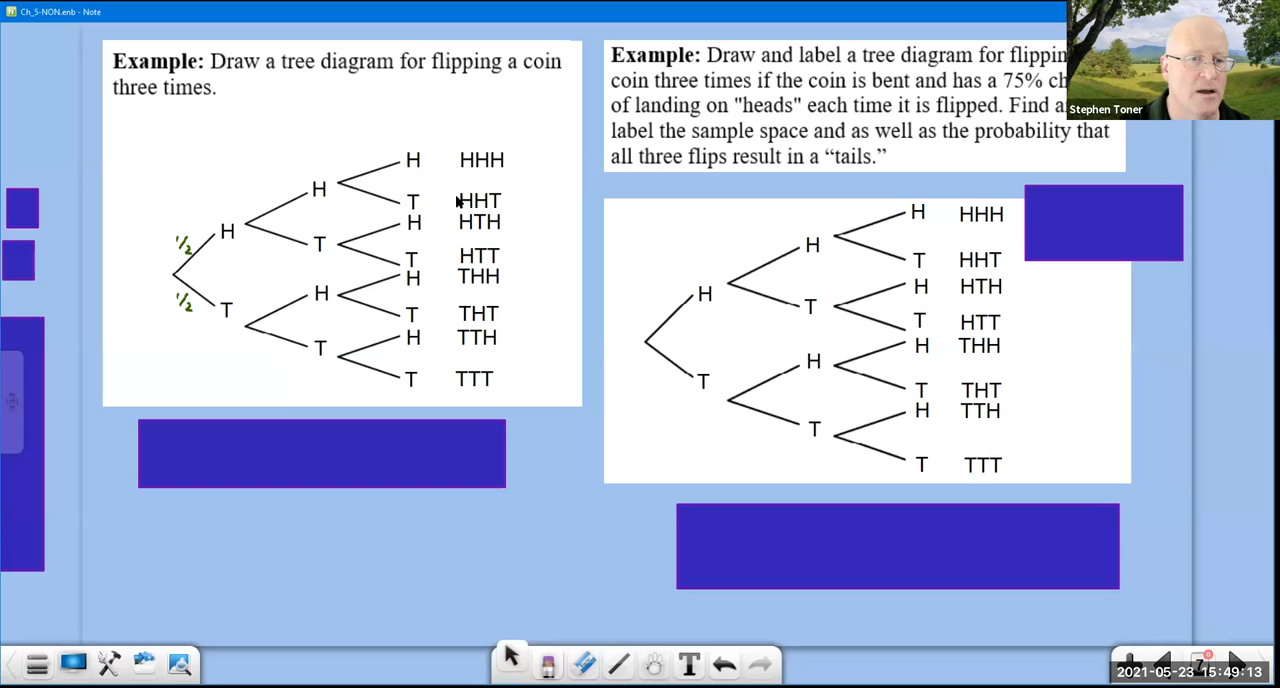 Ch_5-NON.enb - Note
Example: Draw a tree diagram for flipping a coin
three times.
H HHH
H
T HHT
H
H HTH
T
T HTT
½
½
H THH
H
T THT
T
H TTH
T
T TTT
Example: Draw and label a tree diagram for
coin three times if the coin is bent and has a 75%
of landing on "heads" each time it is flipped. Find
label the sample space and as well as the probability that
all three flips result in a “tails.”
H HHH
H
T HHT
H
H HTH
T
T HTT
H THH
H
T THT
T
H TTH
T
T TTT
Stephen Toner
T
7
0
2021-05-23 15:49:13